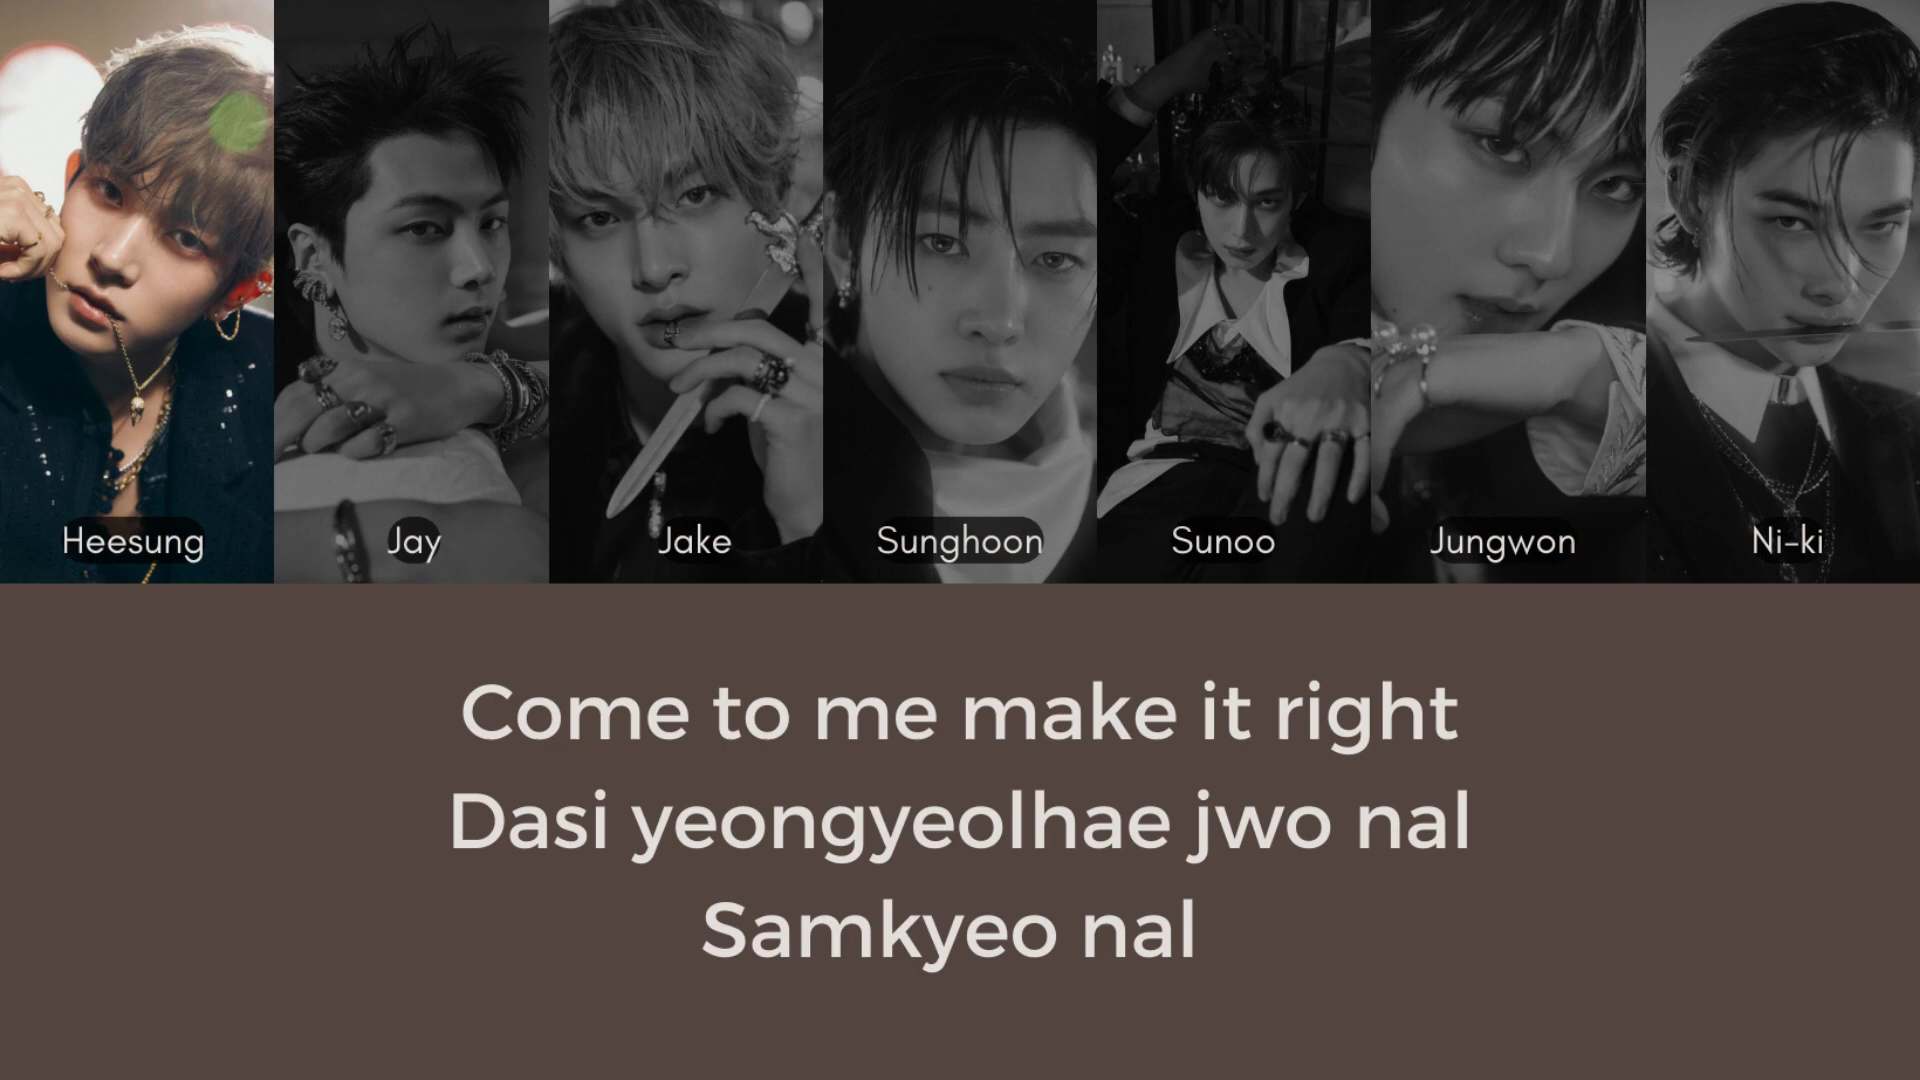 Heesung
Jay
Jake
Sunghoon
Sunoo
Jungwon
Ni-ki
Come to me make it right
Dasi yeongyeolhae jwo nal
Samkyeo nal